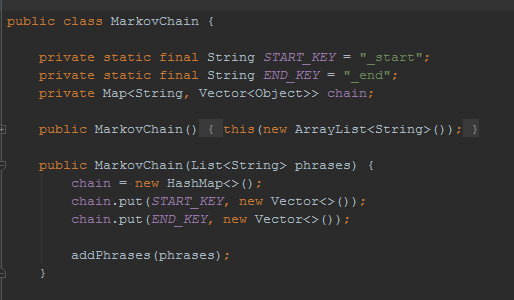 public class MarkovChain {
private static final String START_KEY = "_start";
private static final String END_KEY = "_end";
private Map<String, Vector<Object>> chain;
public MarkovChain() { this(new ArrayList<String>()); }
public MarkovChain(List<String> phrases) {
chain = new HashMap<>();
chain.put(START_KEY, new Vector<>());
chain.put(END_KEY, new Vector<>());
addPhrases(phrases);
}